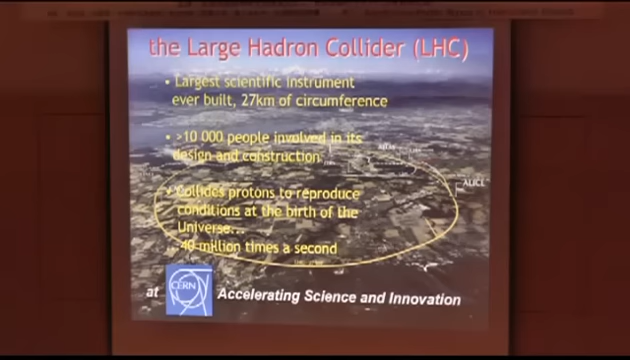 the Large Hadron Collider (LHC)
• Largest scientific instrument
ever built, 27km of circumference
• >10 000 people involved in its
design and construction
• Collides protons to reproduce
conditions at the birth of the
Universe...
...40 million times a second
ALICE
at CERN Accelerating Science and Innovation